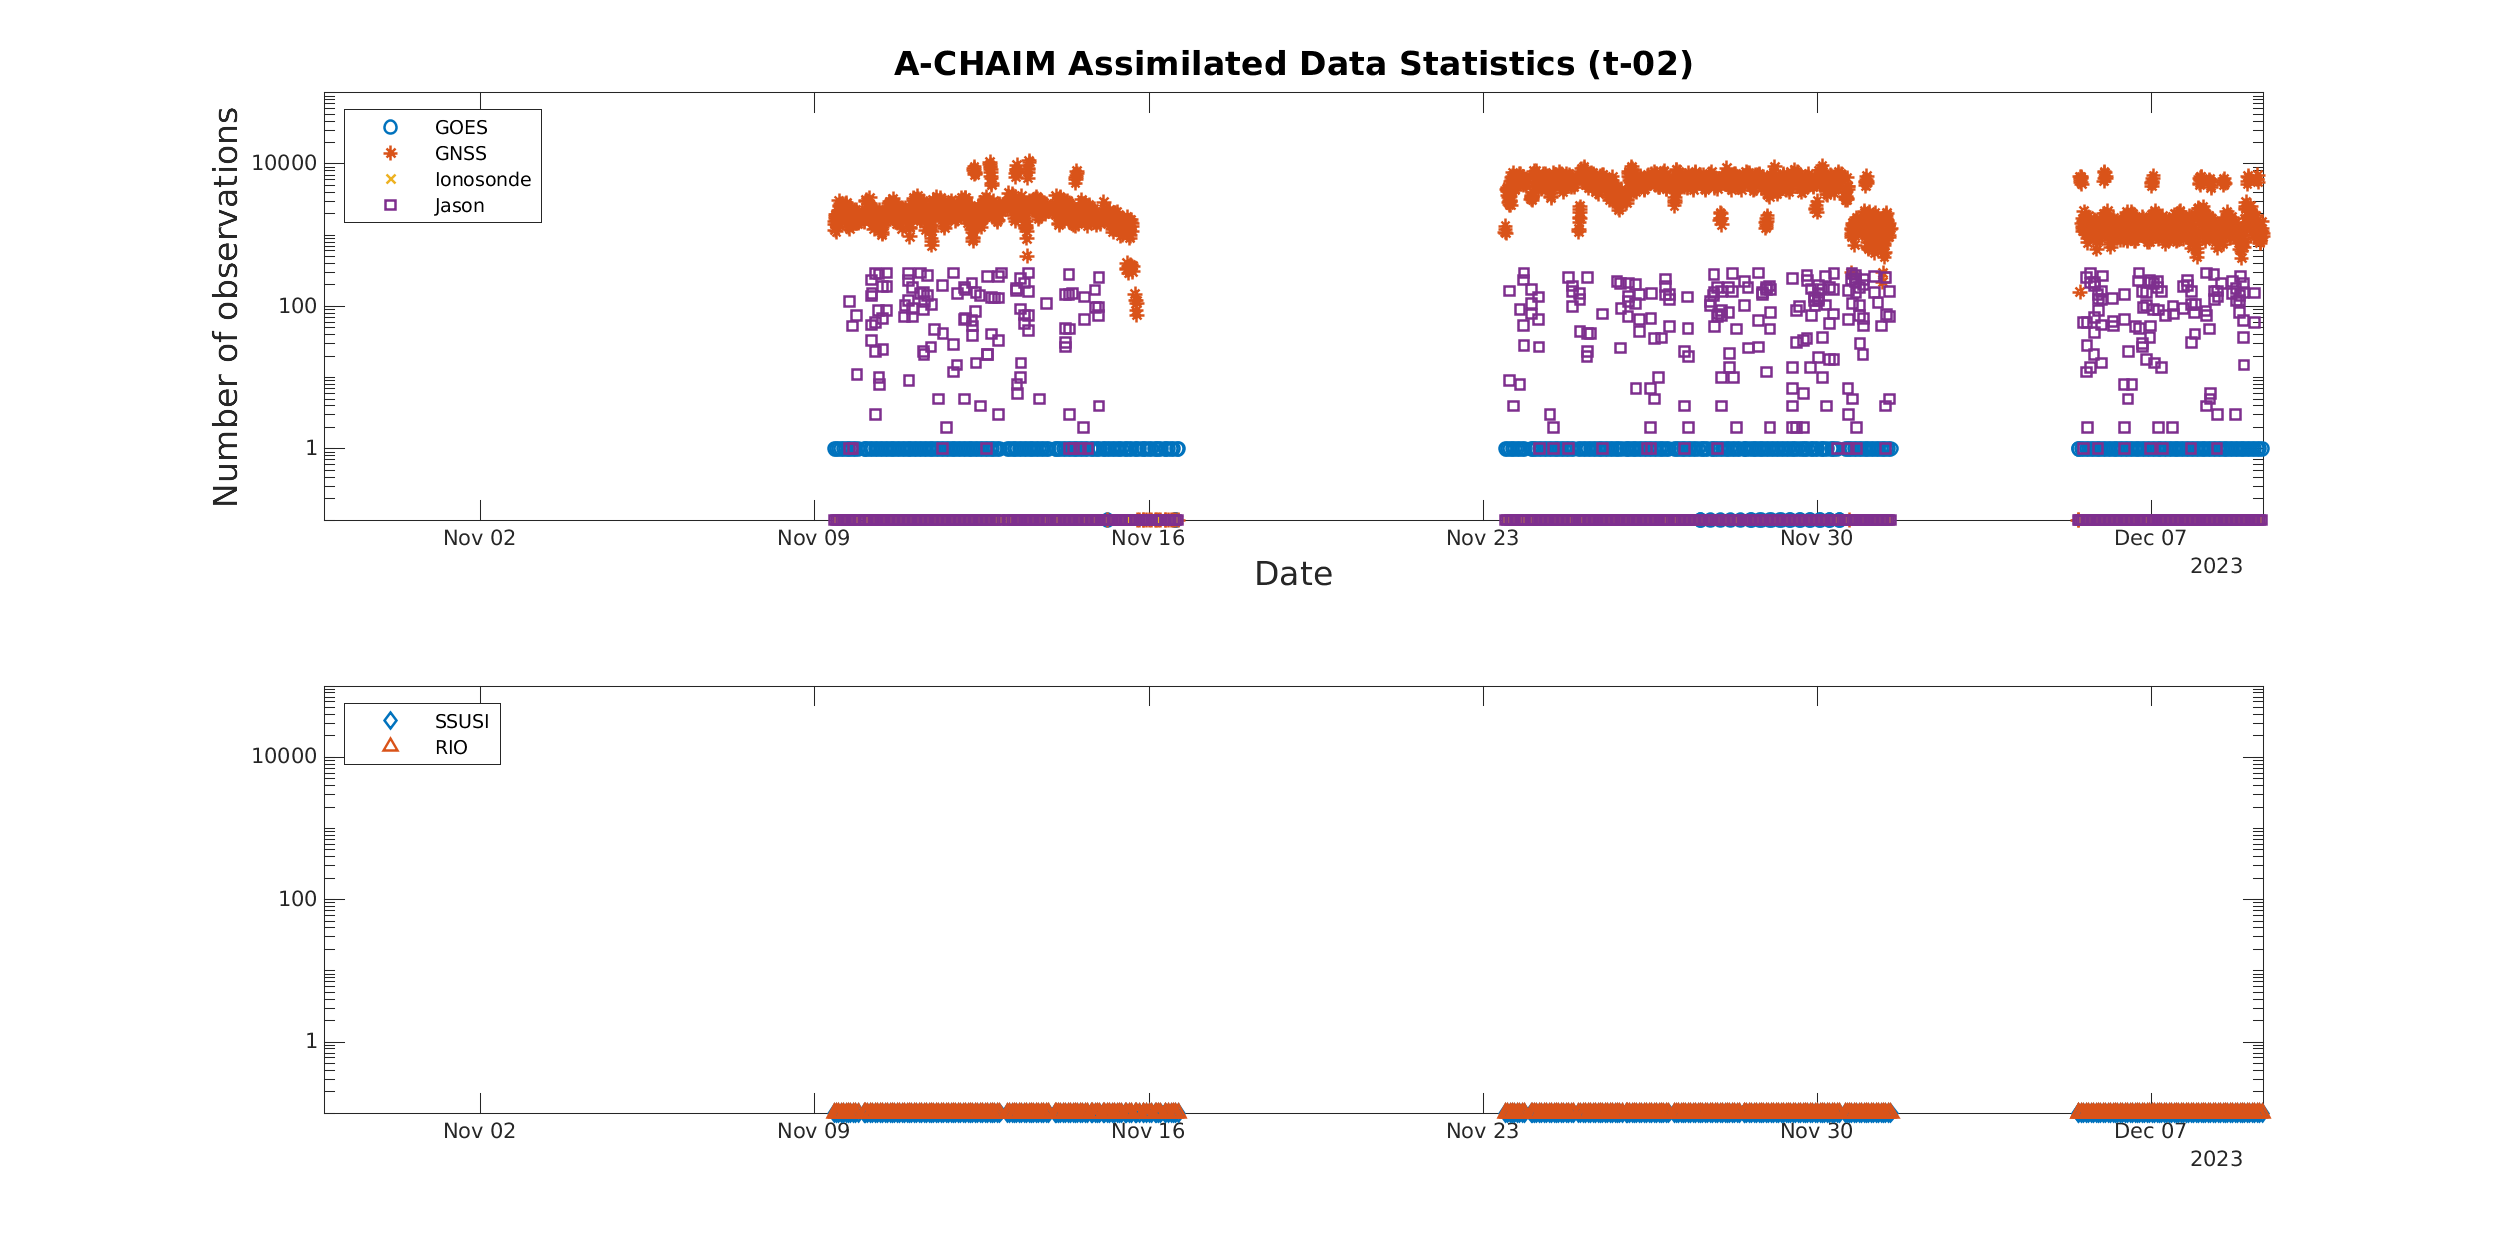 A-CHAIM Assimilated Data Statistics (t-02)
Number of observations
10000
100
1
GOES
GNSS
Ionosonde
Jason
Nov 02
Nov 09
Nov 16
Nov 23
Nov 30
Dec 07
2023
Date
10000
100
1
SSUSI
RIO
Nov 02
Nov 09
Nov 16
Nov 23
Nov 30
Dec 07
2023